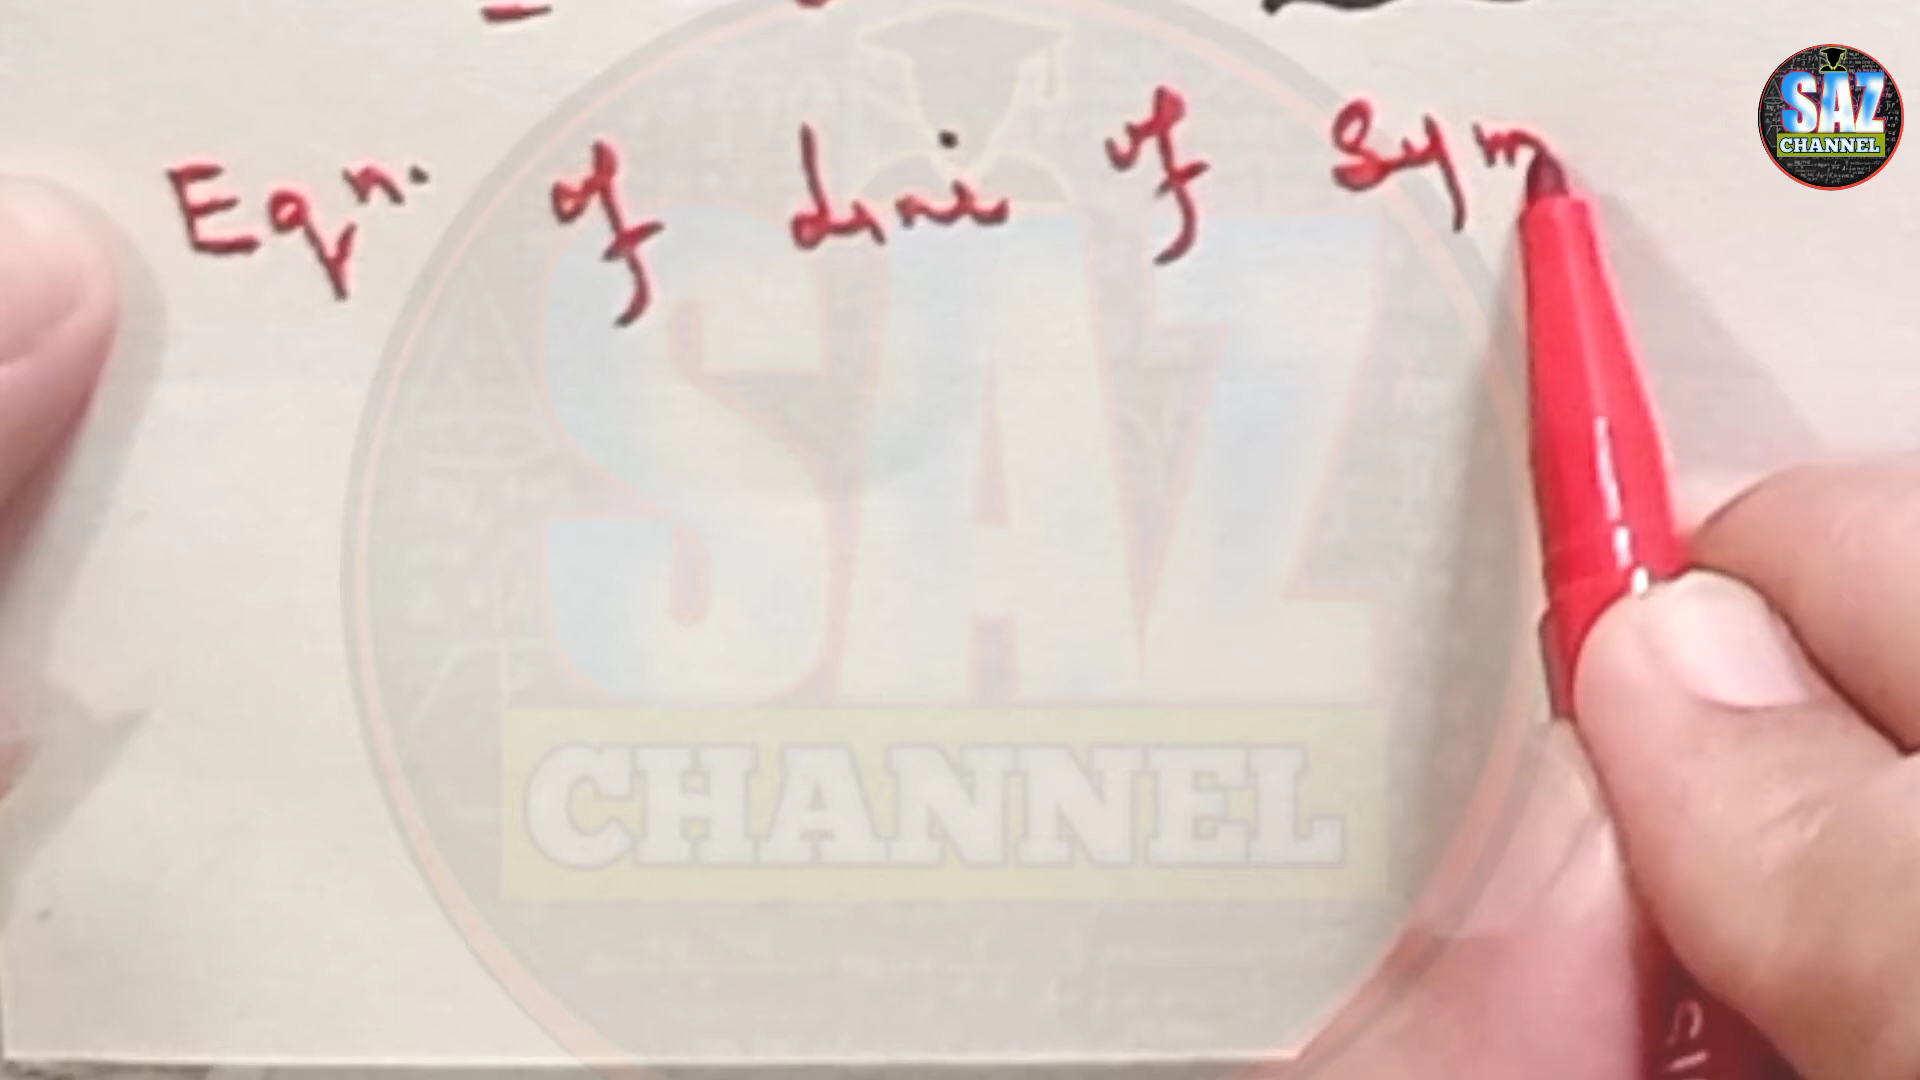 Eqn. of Line of Sym
SAZ
CHANNEL
SAZ
CHANNEL